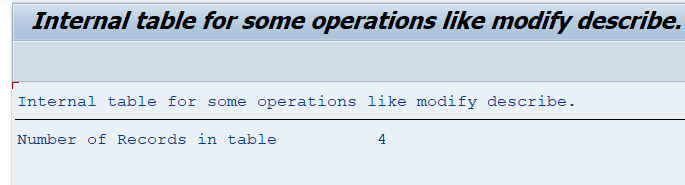 Internal table for some operations like modify describe.
Internal table for some operations like modify describe.
Number of Records in table 4